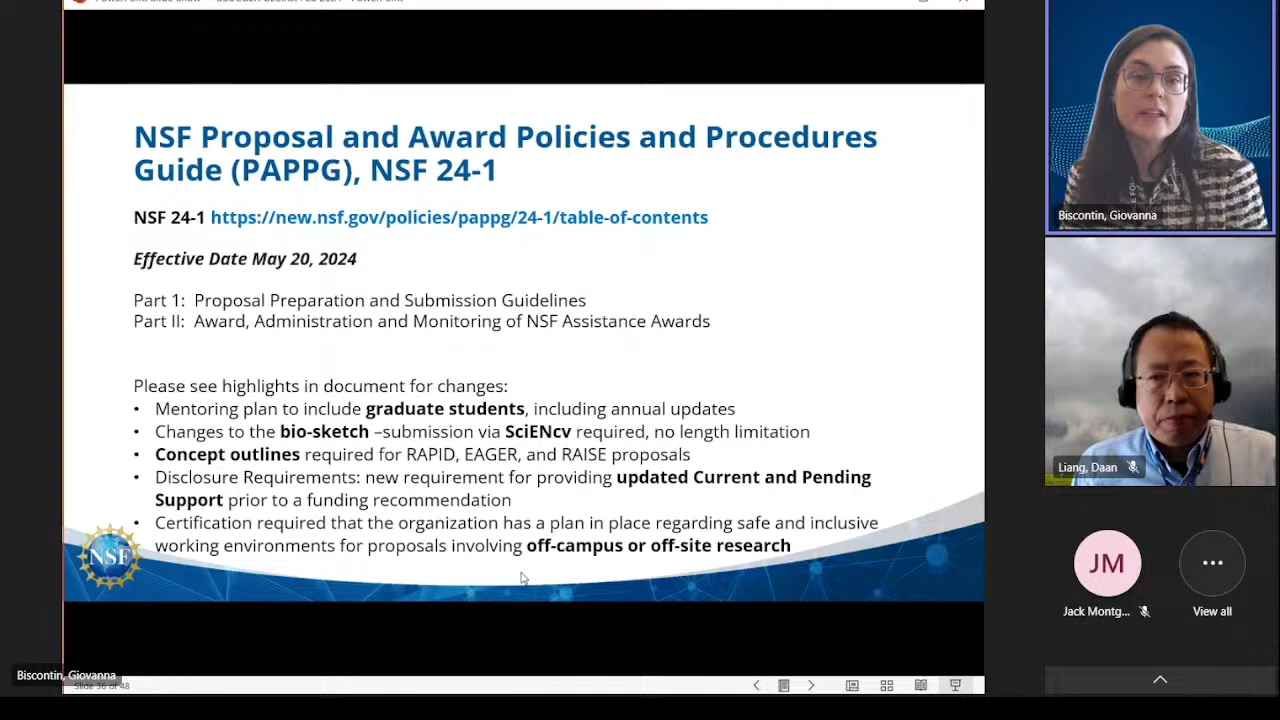 NSF Proposal and Award Policies and Procedures
Guide (PAPPG), NSF 24-1
NSF 24-1 https://new.nsf.gov/policies/pappg/24-1/table-of-contents
Effective Date May 20, 2024
Part 1: Proposal Preparation and Submission Guidelines
Part II: Award, Administration and Monitoring of NSF Assistance Awards
Please see highlights in document for changes:
• Mentoring plan to include graduate students, including annual updates
• Changes to the bio-sketch –submission via SciENcv required, no length limitation
• Concept outlines required for RAPID, EAGER, and RAISE proposals
• Disclosure Requirements: new requirement for providing updated Current and Pending
Support prior to a funding recommendation
• Certification required that the organization has a plan in place regarding safe and inclusive
working environments for proposals involving off-campus or off-site research
NSF
Biscontin, Giovanna
Slide 36 of 48
Biscontin, Giovanna
Liang, Daan
JM
Jack Montg...
View all